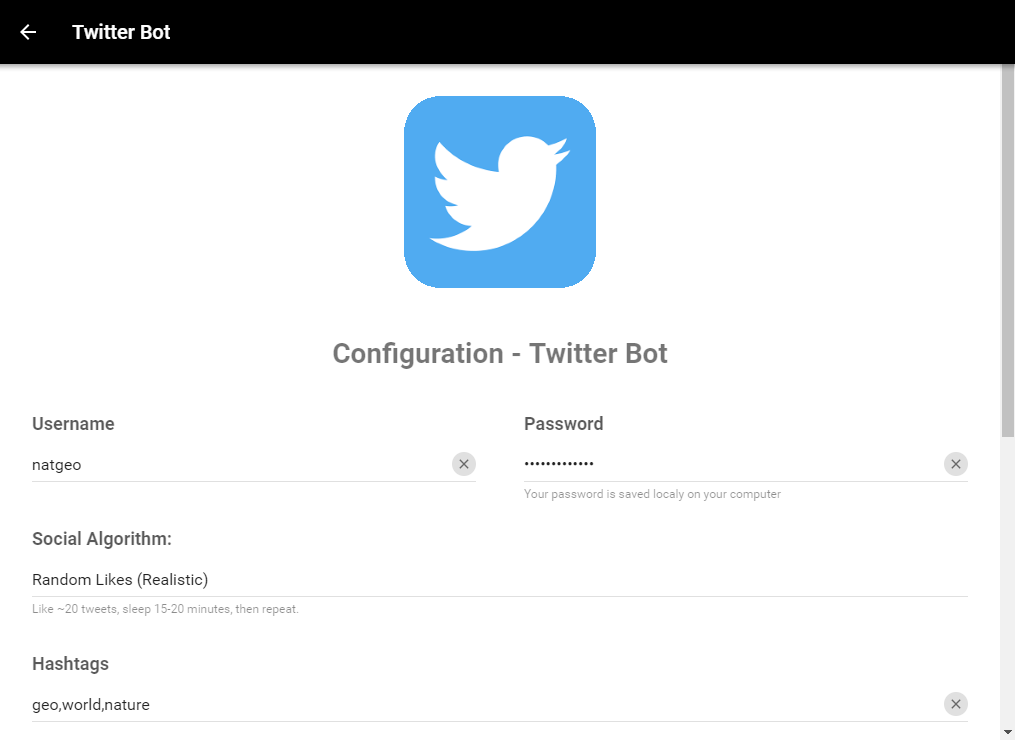 Twitter Bot
Configuration - Twitter Bot
Username
Password
natgeo
•••••••••••••
Your password is saved localy on your computer
Social Algorithm:
Random Likes (Realistic)
Like ~20 tweets, sleep 15-20 minutes, then repeat.
Hashtags
geo,world,nature